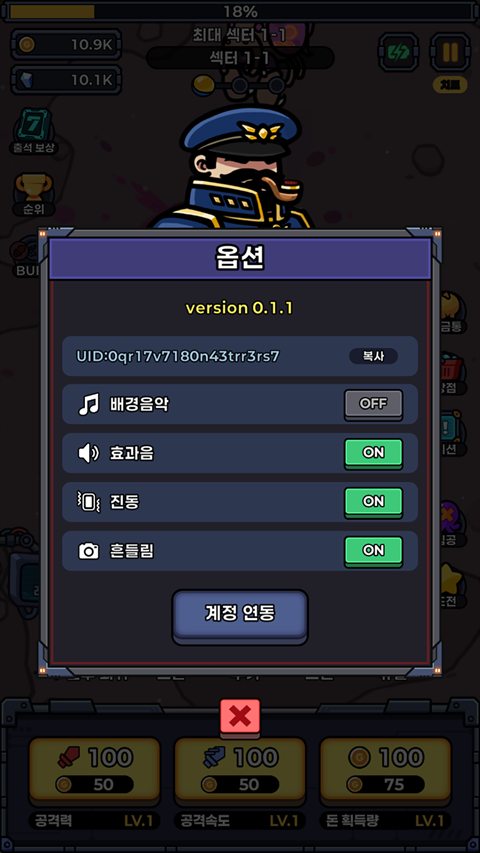 18%
10.9K
최대 섹터 1-1
10.1K
섹터 1-1
치트
7
출석 보상
순위
옵션
version 0.1.1
UID:0qr17v7180n43trr3rs7
복사
배경음악
OFF
효과음
ON
진동
ON
흔들림
ON
계정 연동
100
100
100
50
50
75
공격력
LV.1
공격속도
LV.1
돈 획득량
LV.1